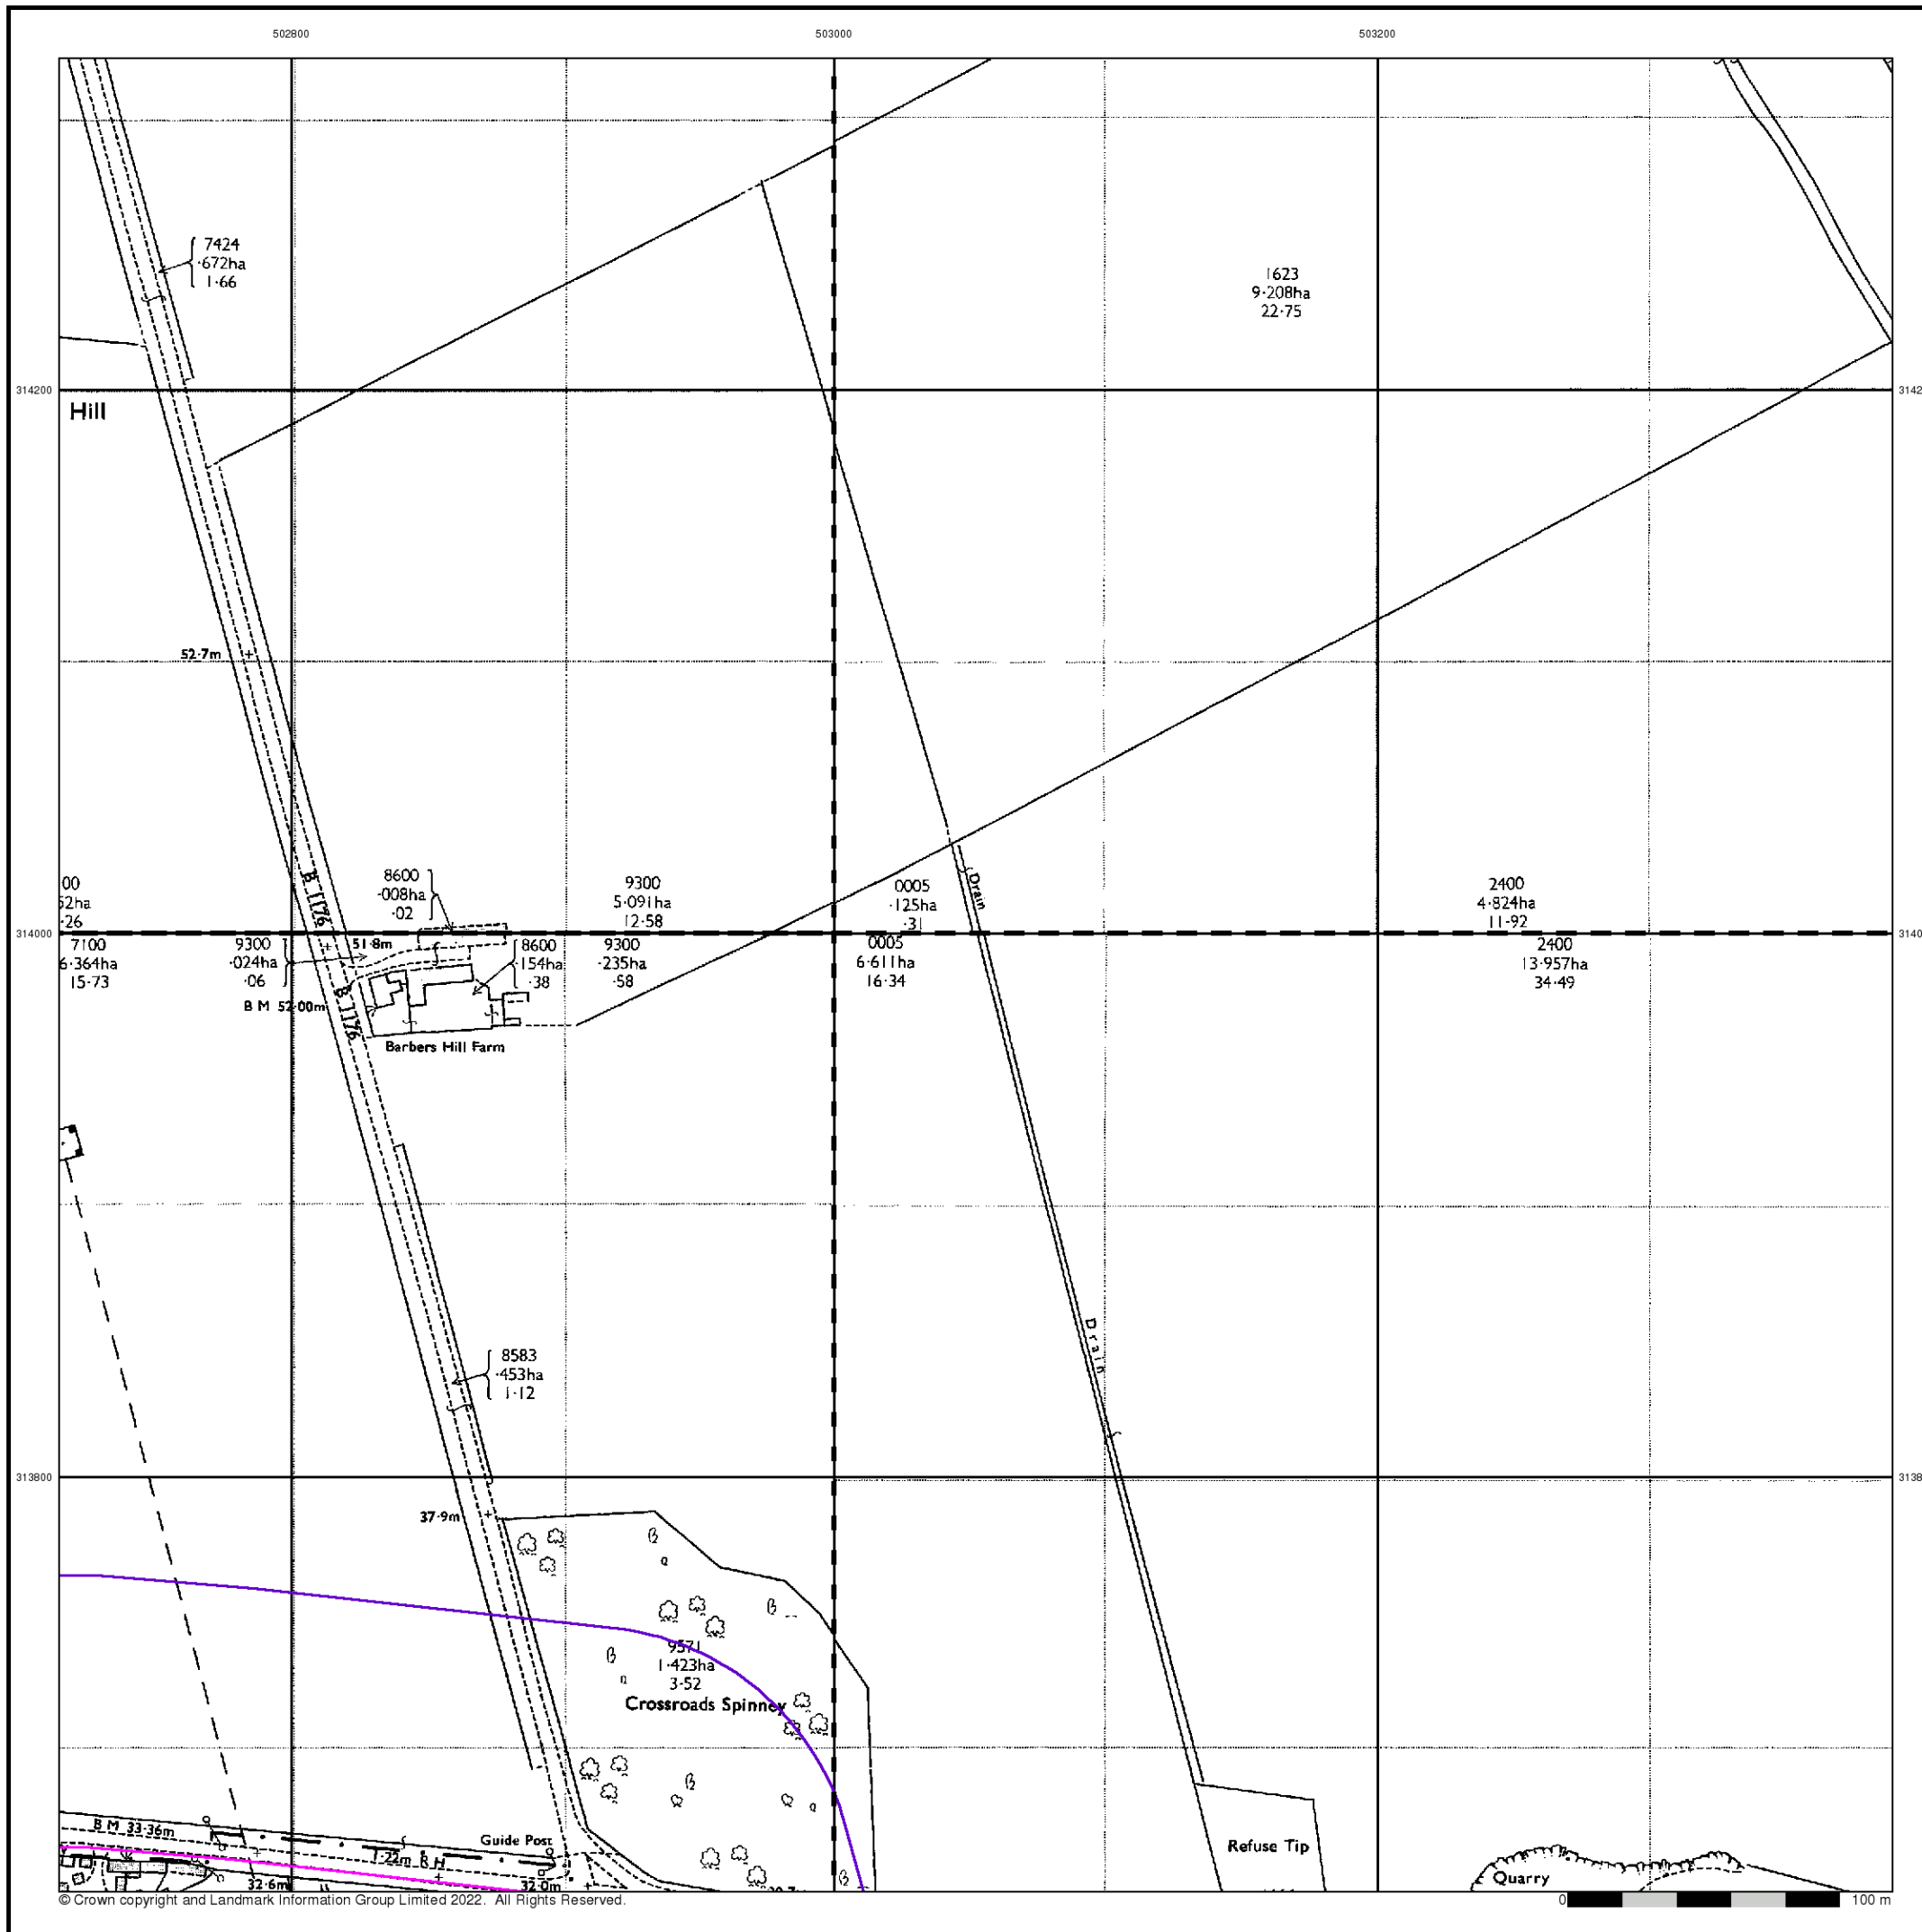 502800
503000
503200
7424
·672ha
1·66
1623
9·208ha
22·75
314200
Hill
52·7m
B 1176
8600
·008ha
·02
9300
5·091ha
12·58
0005
·125ha
·31
Drain
2400
4·824ha
11·92
00
52ha
·26
314000
7100
6·364ha
15·73
9300
·024ha
·06
51·8m
8600
·154ha
·38
9300
·235ha
·58
0005
6·611ha
16·34
2400
13·957ha
34·49
B M 52·00m
B 1176
Barbers Hill Farm
Drain
8583
·453ha
1·12
313800
37·9m
9571
1·423ha
3·52
Crossroads Spinney
B M 33·36m
Guide Post
1·22m R H
Refuse Tip
Quarry
32·6m
32·0m
© Crown copyright and Landmark Information Group Limited 2022. All Rights Reserved.
0
100 m